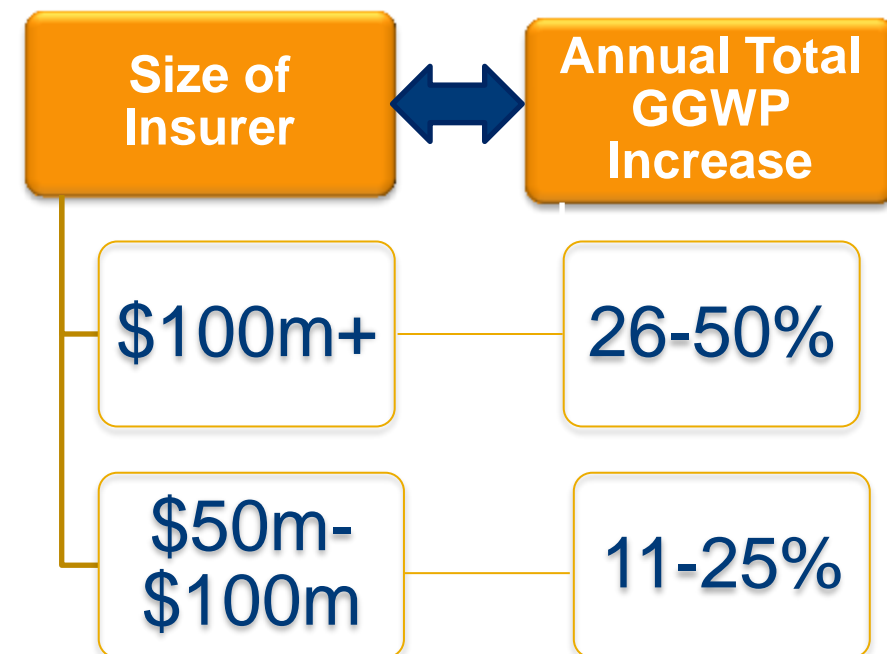 Size of
Insurer
Annual Total
GGWP
Increase
$100m+
26-50%
$50m-
$100m
11-25%